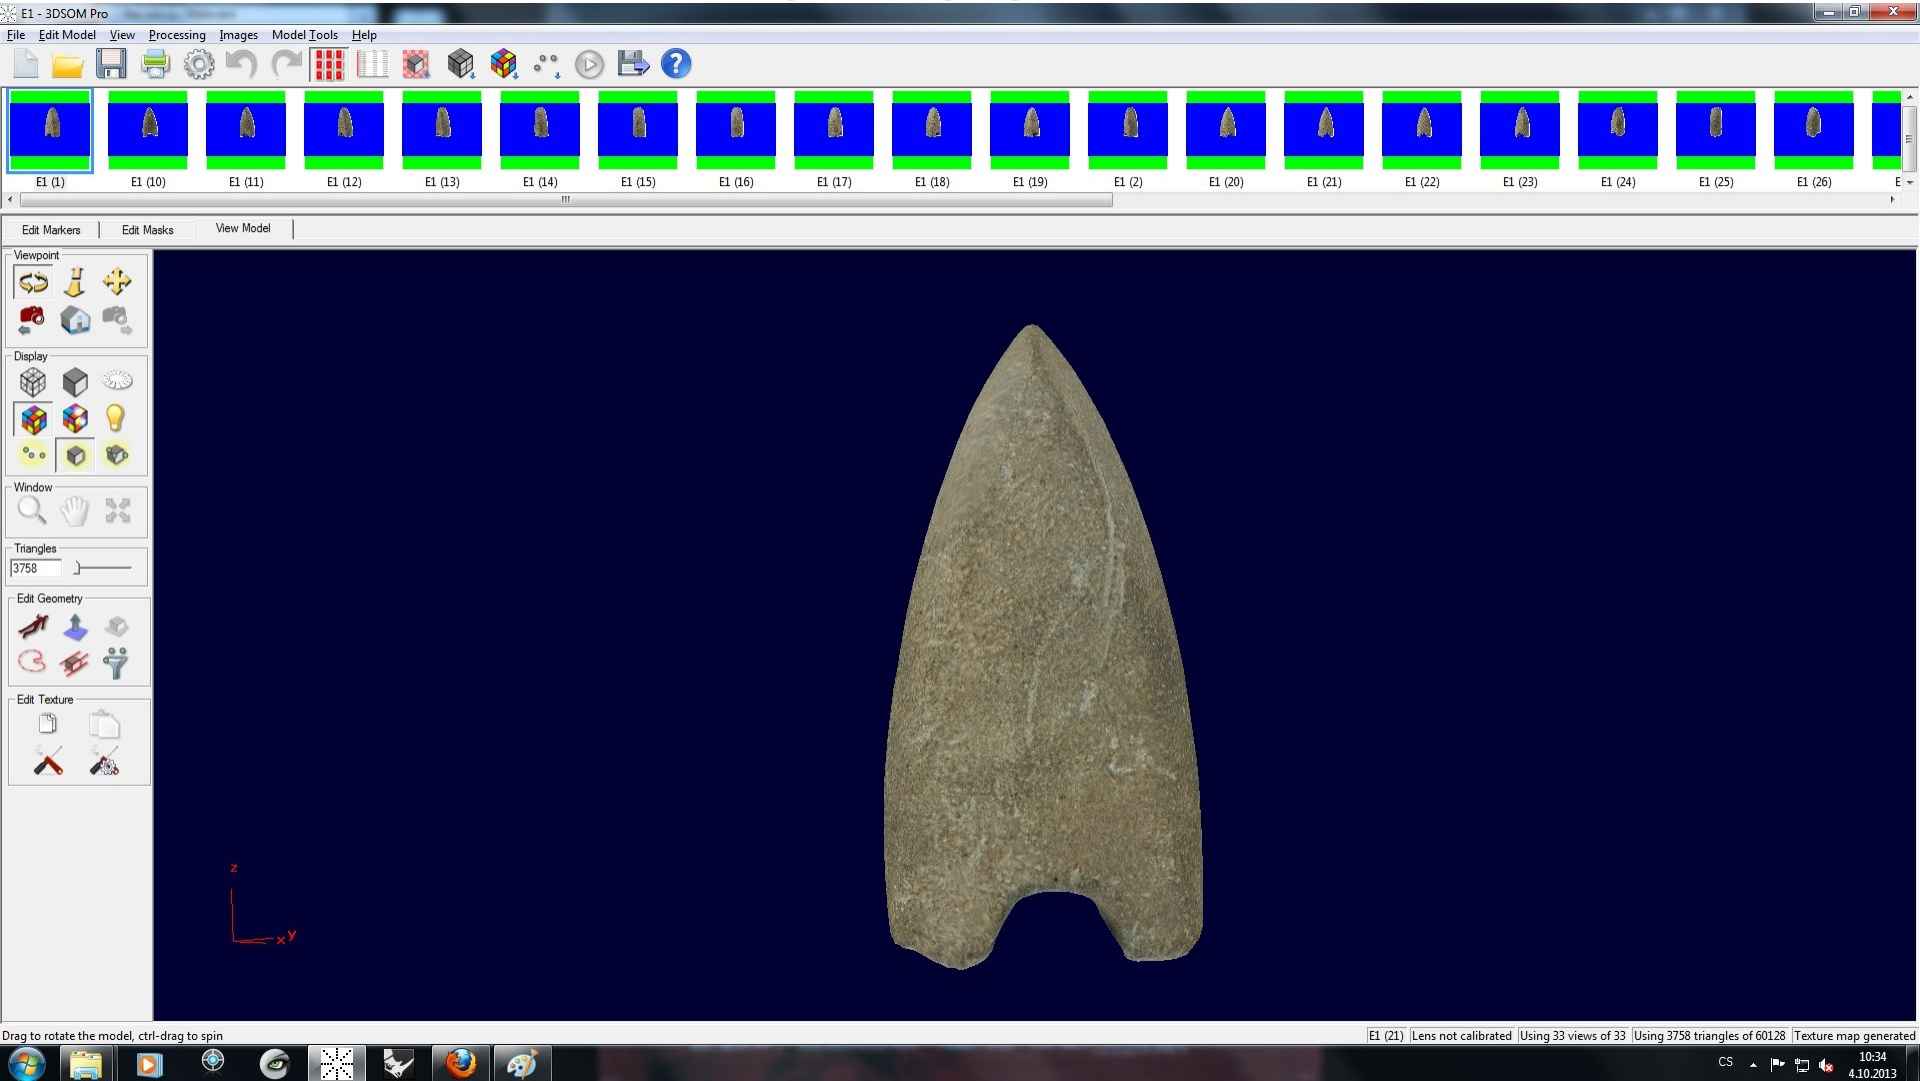 E1 - 3DSOM Pro
File Edit Model View Processing Images Model Tools Help
E1 (1) E1 (10) E1 (11) E1 (12) E1 (13) E1 (14) E1 (15) E1 (16) E1 (17) E1 (18) E1 (19) E1 (2) E1 (20) E1 (21) E1 (22) E1 (23) E1 (24) E1 (25) E1 (26) E
Edit Markers Edit Masks View Model
Viewpoint
Display
Window
Triangles
3758
Edit Geometry
Edit Texture
z
x y
Drag to rotate the model, ctrl-drag to spin E1 (21) Lens not calibrated Using 33 views of 33 Using 3758 triangles of 60128 Texture map generated
CS 10:34
4.10.2013